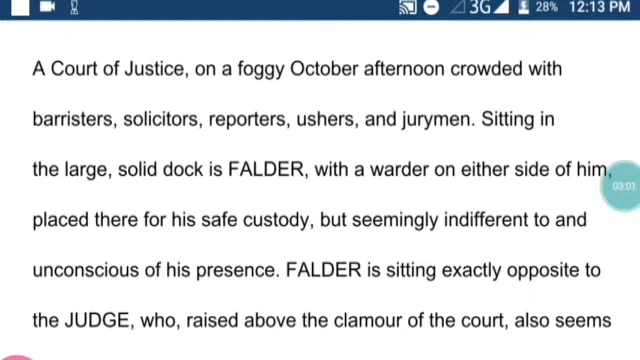 3G 28% 12:13 PM
A Court of Justice, on a foggy October afternoon crowded with
barristers, solicitors, reporters, ushers, and jurymen. Sitting in
the large, solid dock is FALDER, with a warder on either side of him,
03:01
placed there for his safe custody, but seemingly indifferent to and
unconscious of his presence. FALDER is sitting exactly opposite to
the JUDGE, who, raised above the clamour of the court, also seems